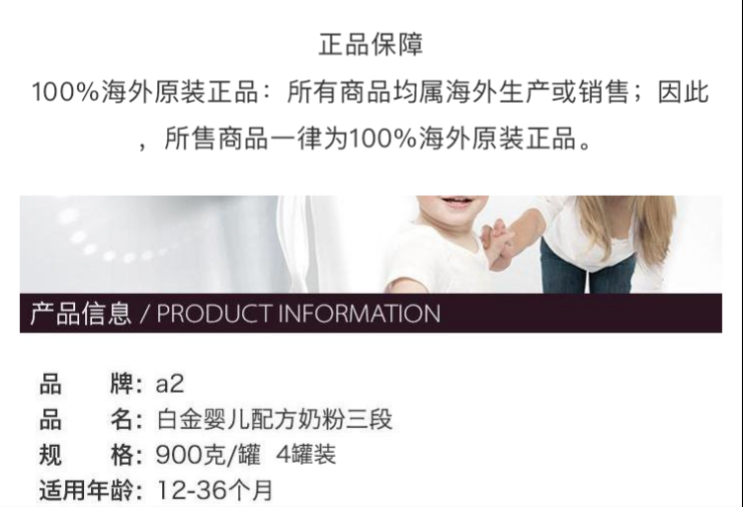 正品保障
100%海外原装正品：所有商品均属海外生产或销售；因此
，所售商品一律为100%海外原装正品。
产品信息 / PRODUCT INFORMATION
品 牌：a2
品 名：白金婴儿配方奶粉三段
规 格：900克/罐 4罐装
适用年龄：12-36个月